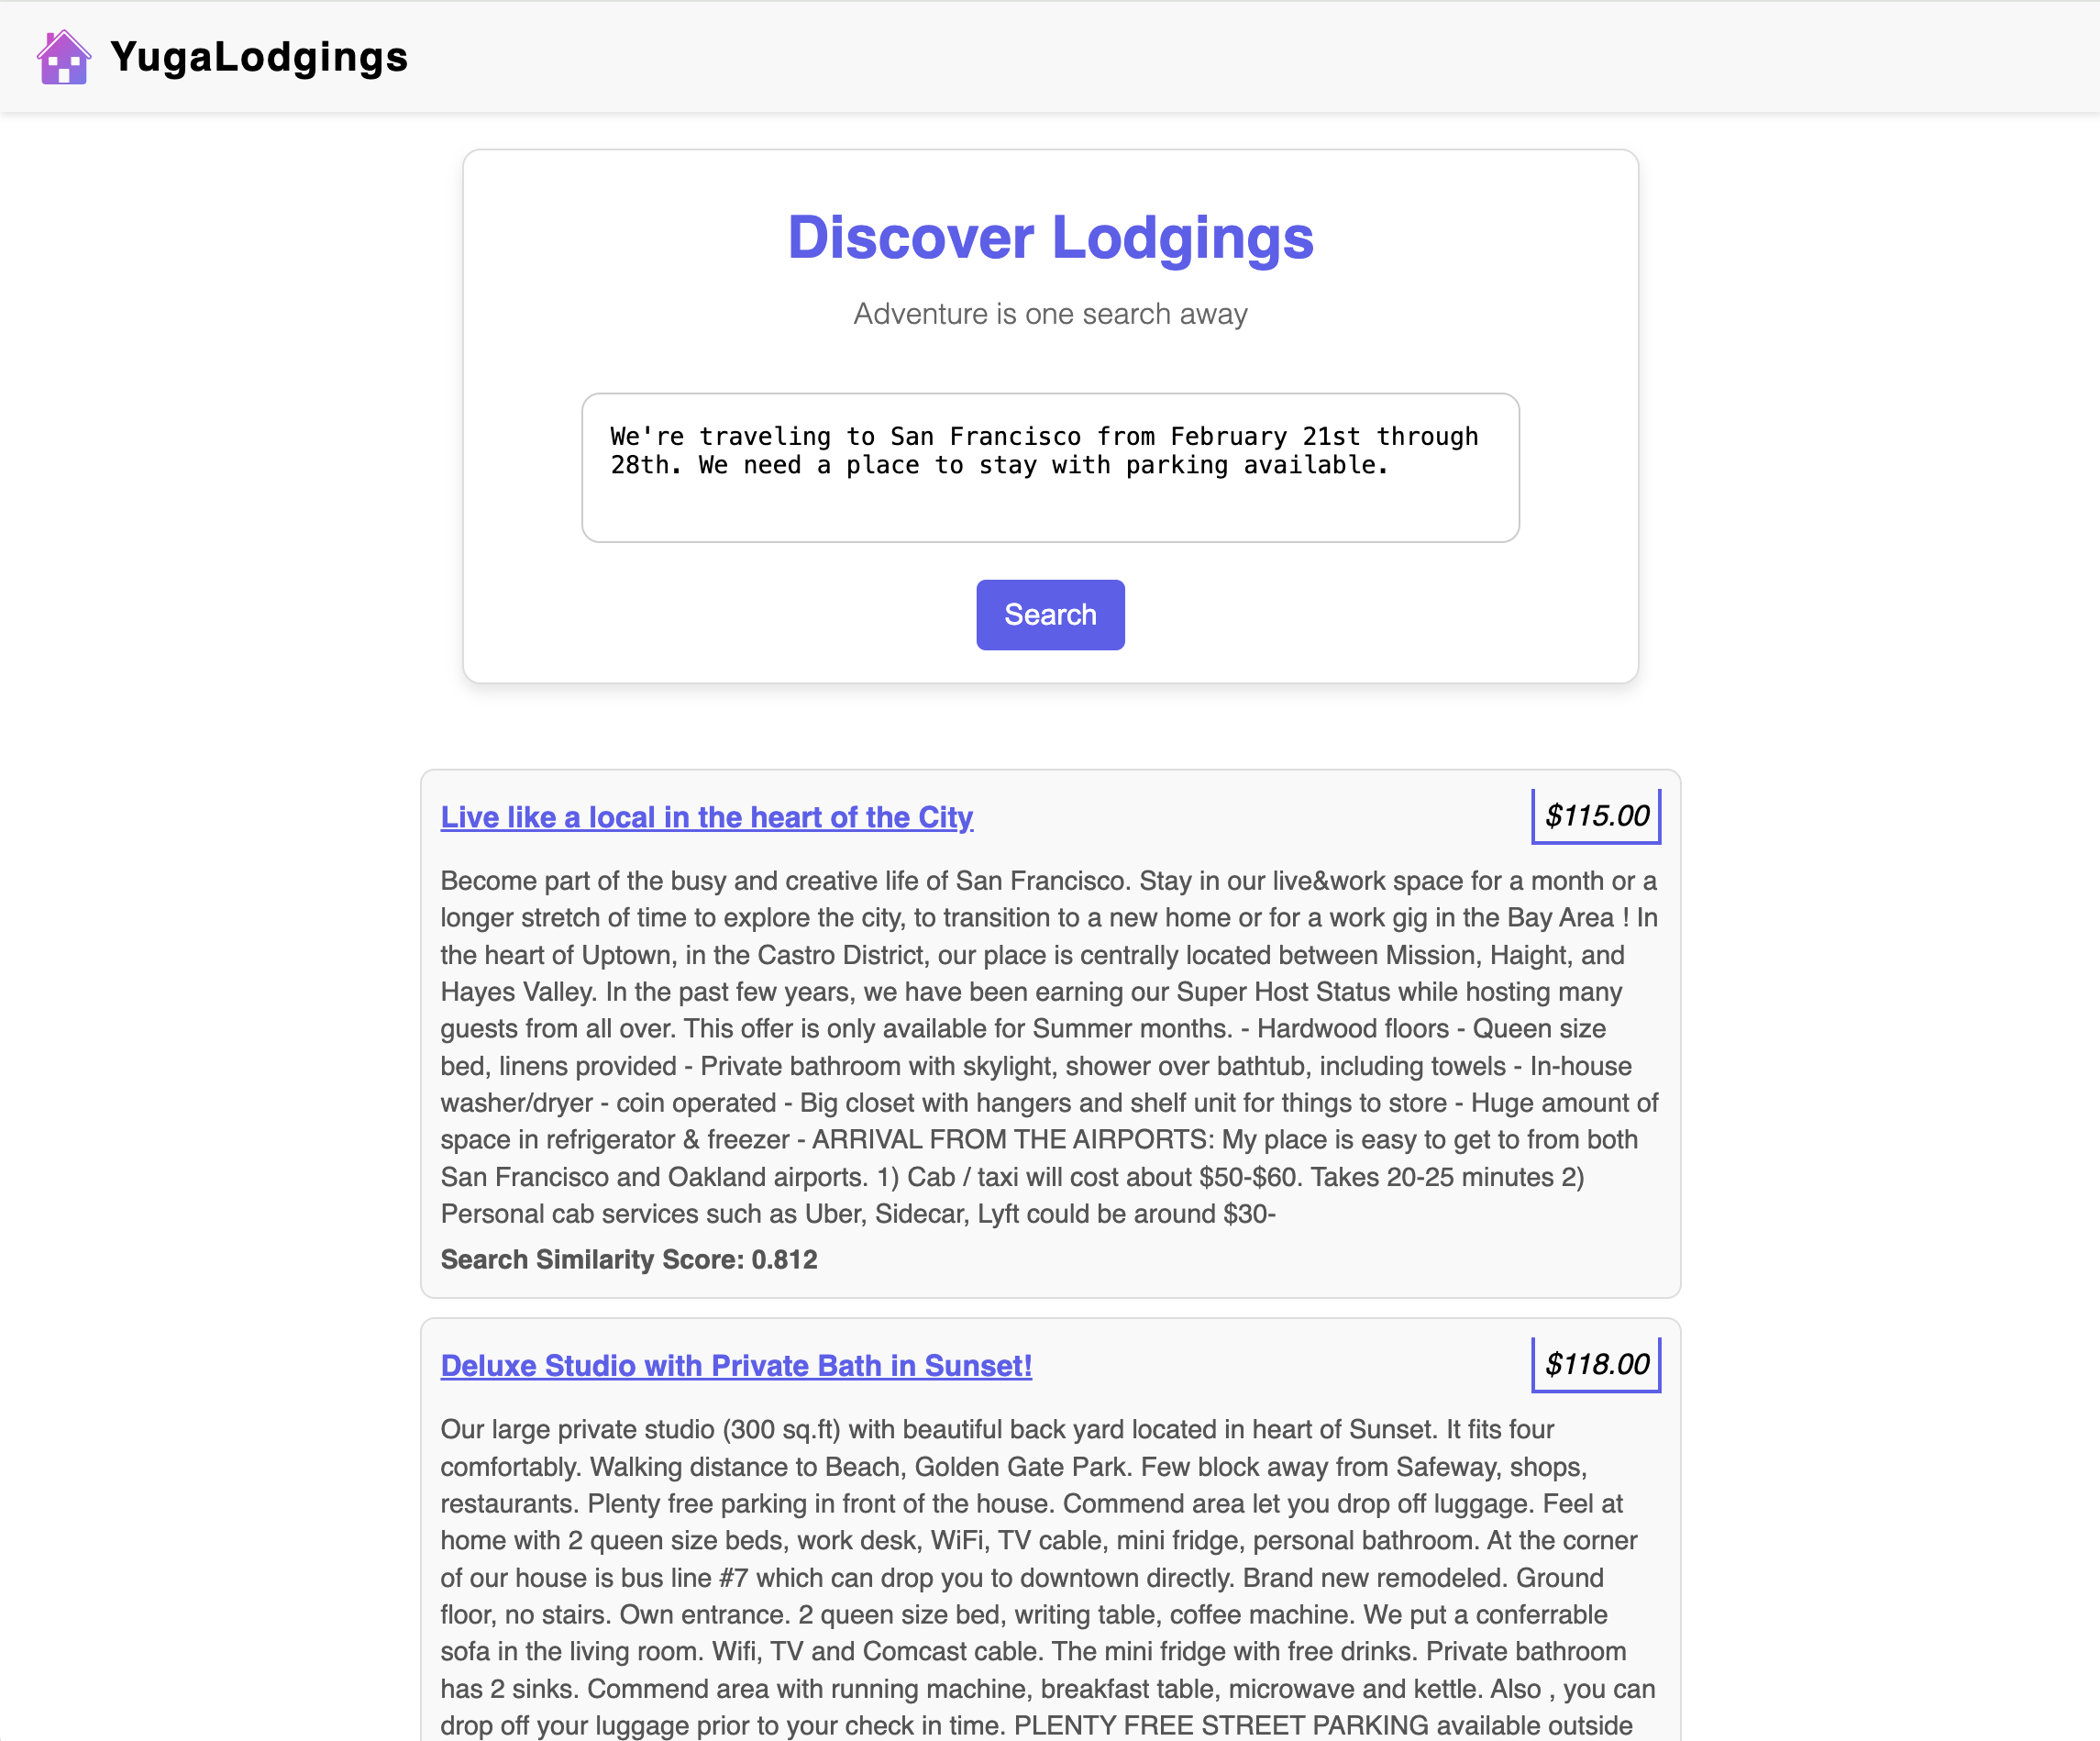 YugaLodgings
Discover Lodgings
Adventure is one search away
We're traveling to San Francisco from February 21st through
28th. We need a place to stay with parking available.
Search
Live like a local in the heart of the City
$115.00
Become part of the busy and creative life of San Francisco. Stay in our live&work space for a month or a
longer stretch of time to explore the city, to transition to a new home or for a work gig in the Bay Area ! In
the heart of Uptown, in the Castro District, our place is centrally located between Mission, Haight, and
Hayes Valley. In the past few years, we have been earning our Super Host Status while hosting many
guests from all over. This offer is only available for Summer months. - Hardwood floors - Queen size
bed, linens provided - Private bathroom with skylight, shower over bathtub, including towels - In-house
washer/dryer - coin operated - Big closet with hangers and shelf unit for things to store - Huge amount of
space in refrigerator & freezer - ARRIVAL FROM THE AIRPORTS: My place is easy to get to from both
San Francisco and Oakland airports. 1) Cab / taxi will cost about $50-$60. Takes 20-25 minutes 2)
Personal cab services such as Uber, Sidecar, Lyft could be around $30-
Search Similarity Score: 0.812
Deluxe Studio with Private Bath in Sunset!
$118.00
Our large private studio (300 sq.ft) with beautiful back yard located in heart of Sunset. It fits four
comfortably. Walking distance to Beach, Golden Gate Park. Few block away from Safeway, shops,
restaurants. Plenty free parking in front of the house. Commend area let you drop off luggage. Feel at
home with 2 queen size beds, work desk, WiFi, TV cable, mini fridge, personal bathroom. At the corner
of our house is bus line #7 which can drop you to downtown directly. Brand new remodeled. Ground
floor, no stairs. Own entrance. 2 queen size bed, writing table, coffee machine. We put a conferrable
sofa in the living room. Wifi, TV and Comcast cable. The mini fridge with free drinks. Private bathroom
has 2 sinks. Commend area with running machine, breakfast table, microwave and kettle. Also , you can
drop off your luggage prior to your check in time. PLENTY FREE STREET PARKING available outside